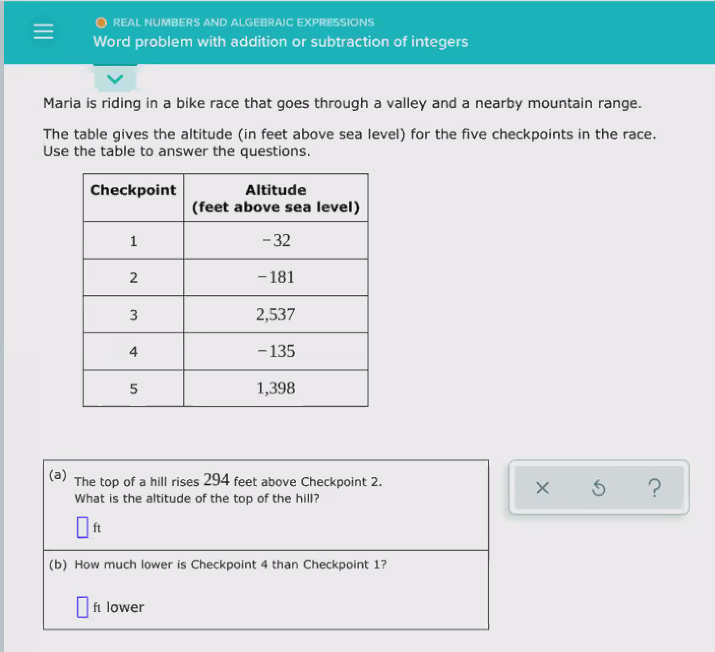 REAL NUMBERS AND ALGEBRAIC EXPRESSIONS
Word problem with addition or subtraction of integers
Maria is riding in a bike race that goes through a valley and a nearby mountain range.
The table gives the altitude (in feet above sea level) for the five checkpoints in the race.
Use the table to answer the questions.
Checkpoint Altitude
(feet above sea level)
1 −32
2 −181
3 2,537
4 −135
5 1,398
(a) The top of a hill rises 294 feet above Checkpoint 2.
What is the altitude of the top of the hill?
ft
(b) How much lower is Checkpoint 4 than Checkpoint 1?
ft lower
?